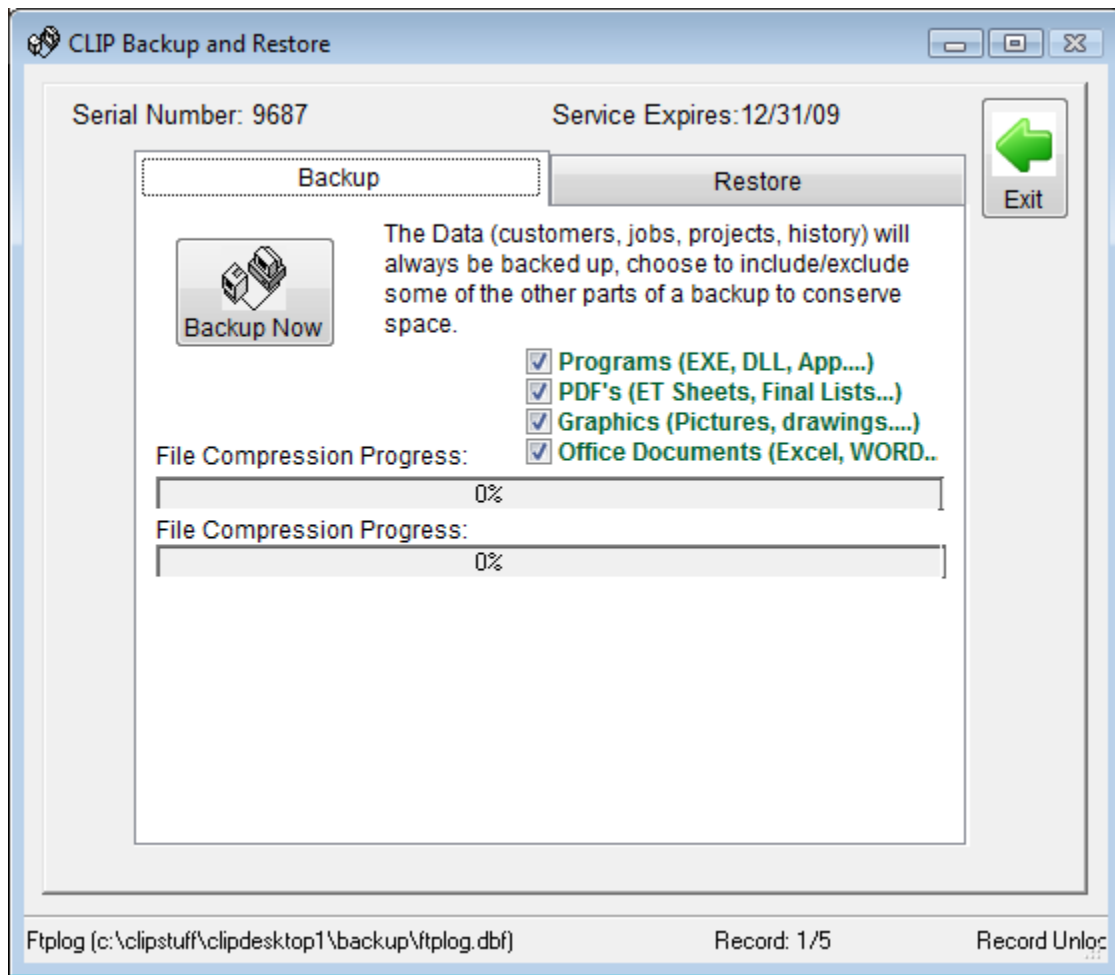 CLIP Backup and Restore
Serial Number: 9687
Service Expires:12/31/09
Exit
Backup
Restore
Backup Now
The Data (customers, jobs, projects, history) will
always be backed up, choose to include/exclude
some of the other parts of a backup to conserve
space.
Programs (EXE, DLL, App....)
PDF's (ET Sheets, Final Lists...)
Graphics (Pictures, drawings....)
Office Documents (Excel, WORD..
File Compression Progress:
0%
File Compression Progress:
0%
Ftplog (c:\clipstuff\clipdesktop1\backup\ftplog.dbf)
Record: 1/5
Record Unloc